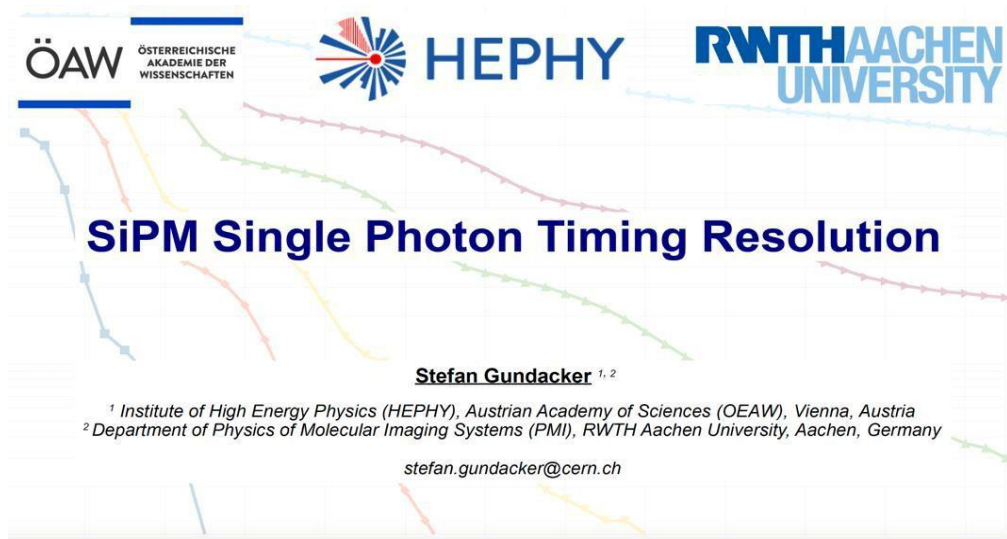 ÖAW
ÖSTERREICHISCHE
AKADEMIE DER
WISSENSCHAFTEN
HEPHY
RWTHAACHEN
UNIVERSITY
SiPM Single Photon Timing Resolution
Stefan Gundacker 1, 2
1 Institute of High Energy Physics (HEPHY), Austrian Academy of Sciences (OEAW), Vienna, Austria
2 Department of Physics of Molecular Imaging Systems (PMI), RWTH Aachen University, Aachen, Germany
stefan.gundacker@cern.ch